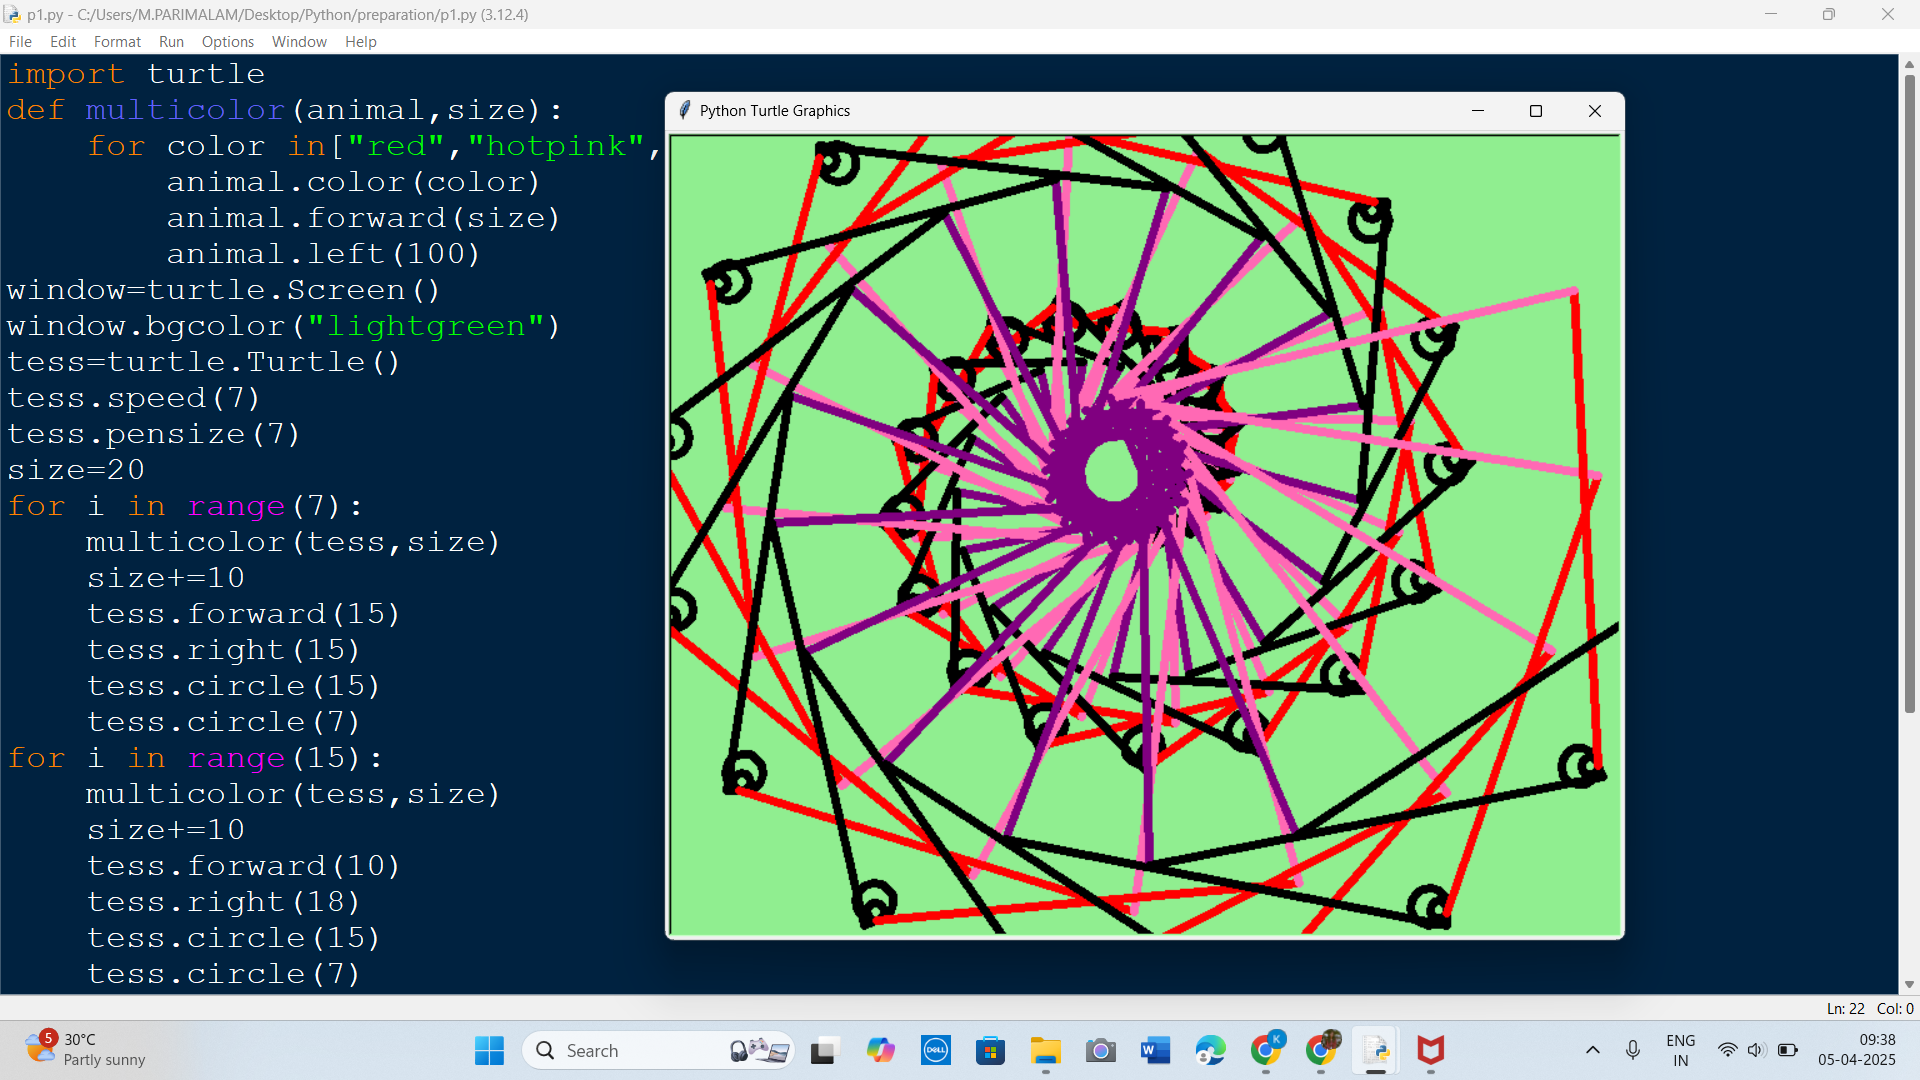 p1.py - C:/Users/M.PARIMALAM/Desktop/Python/preparation/p1.py (3.12.4)
File Edit Format Run Options Window Help
import turtle
def multicolor(animal,size):
    for color in["red","hotpink",
        animal.color(color)
        animal.forward(size)
        animal.left(100)
window=turtle.Screen()
window.bgcolor("lightgreen")
tess=turtle.Turtle()
tess.speed(7)
tess.pensize(7)
size=20
for i in range(7):
    multicolor(tess,size)
    size+=10
    tess.forward(15)
    tess.right(15)
    tess.circle(15)
    tess.circle(7)
for i in range(15):
    multicolor(tess,size)
    size+=10
    tess.forward(10)
    tess.right(18)
    tess.circle(15)
    tess.circle(7)
Python Turtle Graphics
Ln: 22 Col: 0
5
30°C
Partly sunny
Search
DELL
W
K
ENG
IN
09:38
05-04-2025